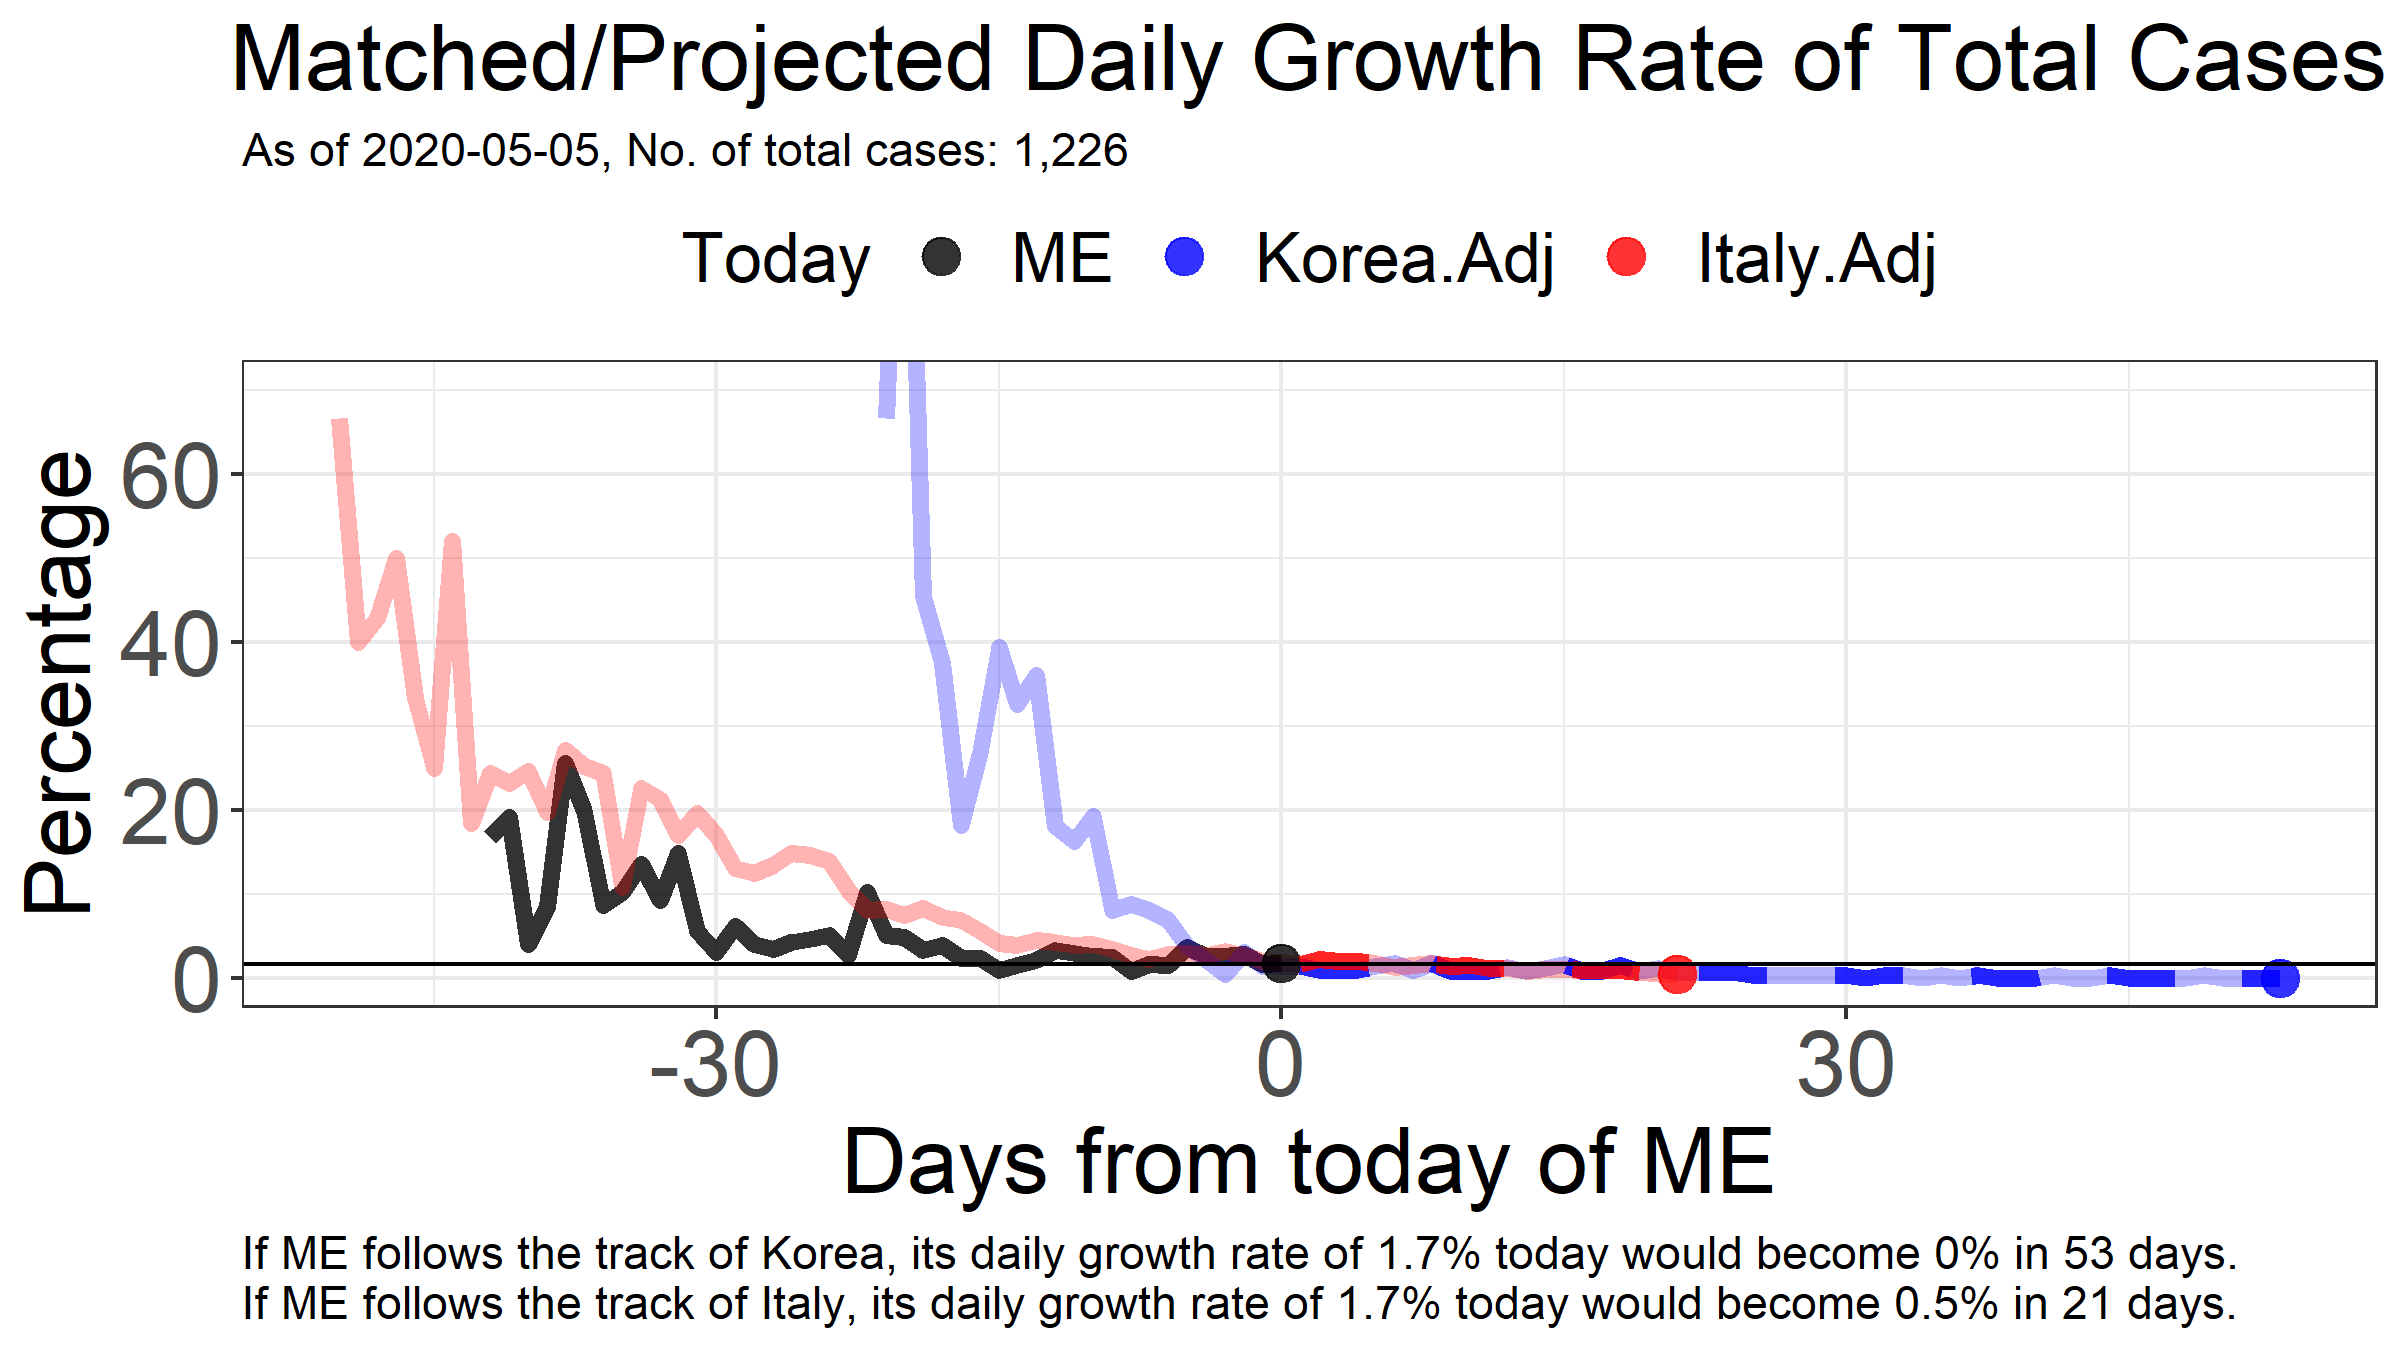 Matched/Projected Daily Growth Rate of Total Cases
As of 2020-05-05, No. of total cases: 1,226
Today ME Korea.Adj Italy.Adj
Percentage
60
40
20
0
-30 0 30
Days from today of ME
If ME follows the track of Korea, its daily growth rate of 1.7% today would become 0% in 53 days.
If ME follows the track of Italy, its daily growth rate of 1.7% today would become 0.5% in 21 days.